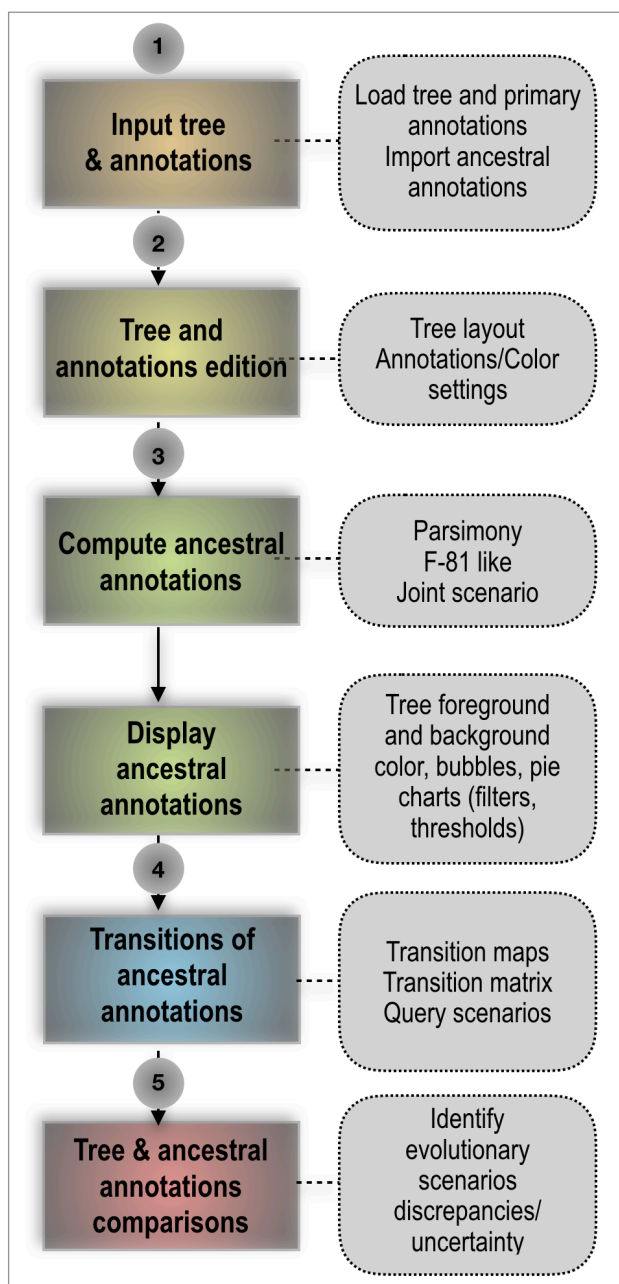 1
Input tree
& annotations
Load tree and primary
annotations
Import ancestral
annotations
2
Tree and
annotations edition
Tree layout
Annotations/Color
settings
3
Compute ancestral
annotations
Parsimony
F-81 like
Joint scenario
Display
ancestral
annotations
Tree foreground
and background
color, bubbles, pie
charts (filters,
thresholds)
4
Transitions of
ancestral
annotations
Transition maps
Transition matrix
Query scenarios
5
Tree & ancestral
annotations
comparisons
Identify
evolutionary
scenarios
discrepancies/
uncertainty